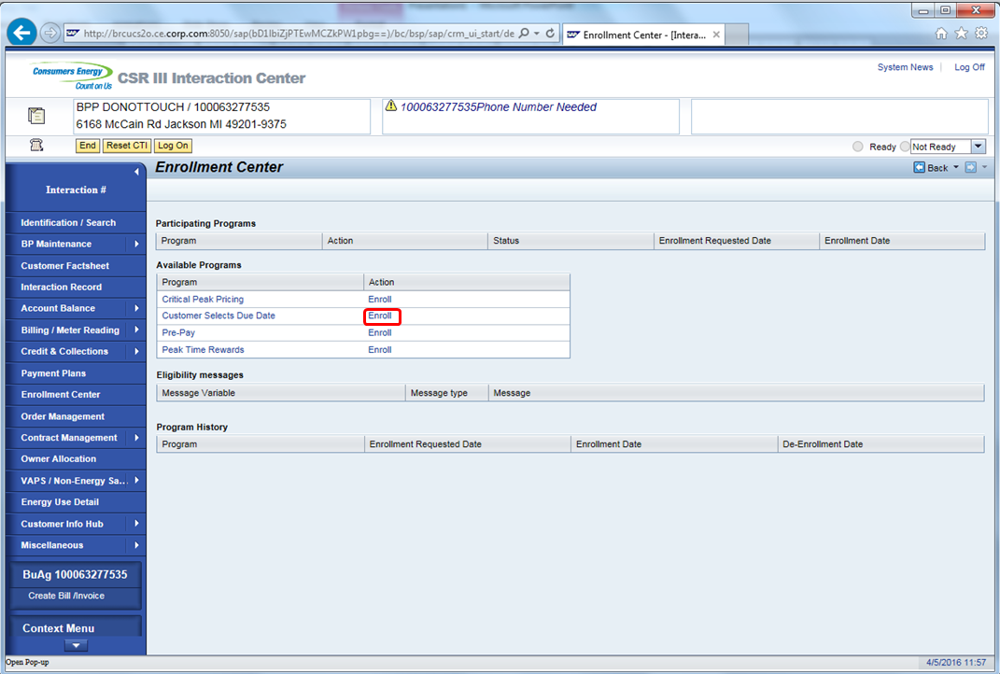 http://brcucs2o.ce.corp.com:8050/sap(bD1lbiZjPTEwMCZkPW1pbg==)/bc/bsp/sap/crm_ui_start/de
Enrollment Center - [Intera...
Consumers Energy
Count on Us
CSR III Interaction Center
System News | Log Off
BPP DONOTTOUCH / 100063277535
6168 McCain Rd Jackson MI 49201-9375
100063277535Phone Number Needed
End Reset CTI Log On
Ready Not Ready
Interaction #
Identification / Search
BP Maintenance
Customer Factsheet
Interaction Record
Account Balance
Billing / Meter Reading
Credit & Collections
Payment Plans
Enrollment Center
Order Management
Contract Management
Owner Allocation
VAPS / Non-Energy Sa...
Energy Use Detail
Customer Info Hub
Miscellaneous
BuAg 100063277535
Create Bill /Invoice
Context Menu
Enrollment Center
Back
Participating Programs
Program Action Status Enrollment Requested Date Enrollment Date
Available Programs
Program Action
Critical Peak Pricing Enroll
Customer Selects Due Date Enroll
Pre-Pay Enroll
Peak Time Rewards Enroll
Eligibility messages
Message Variable Message type Message
Program History
Program Enrollment Requested Date Enrollment Date De-Enrollment Date
Open Pop-up
4/5/2016 11:57